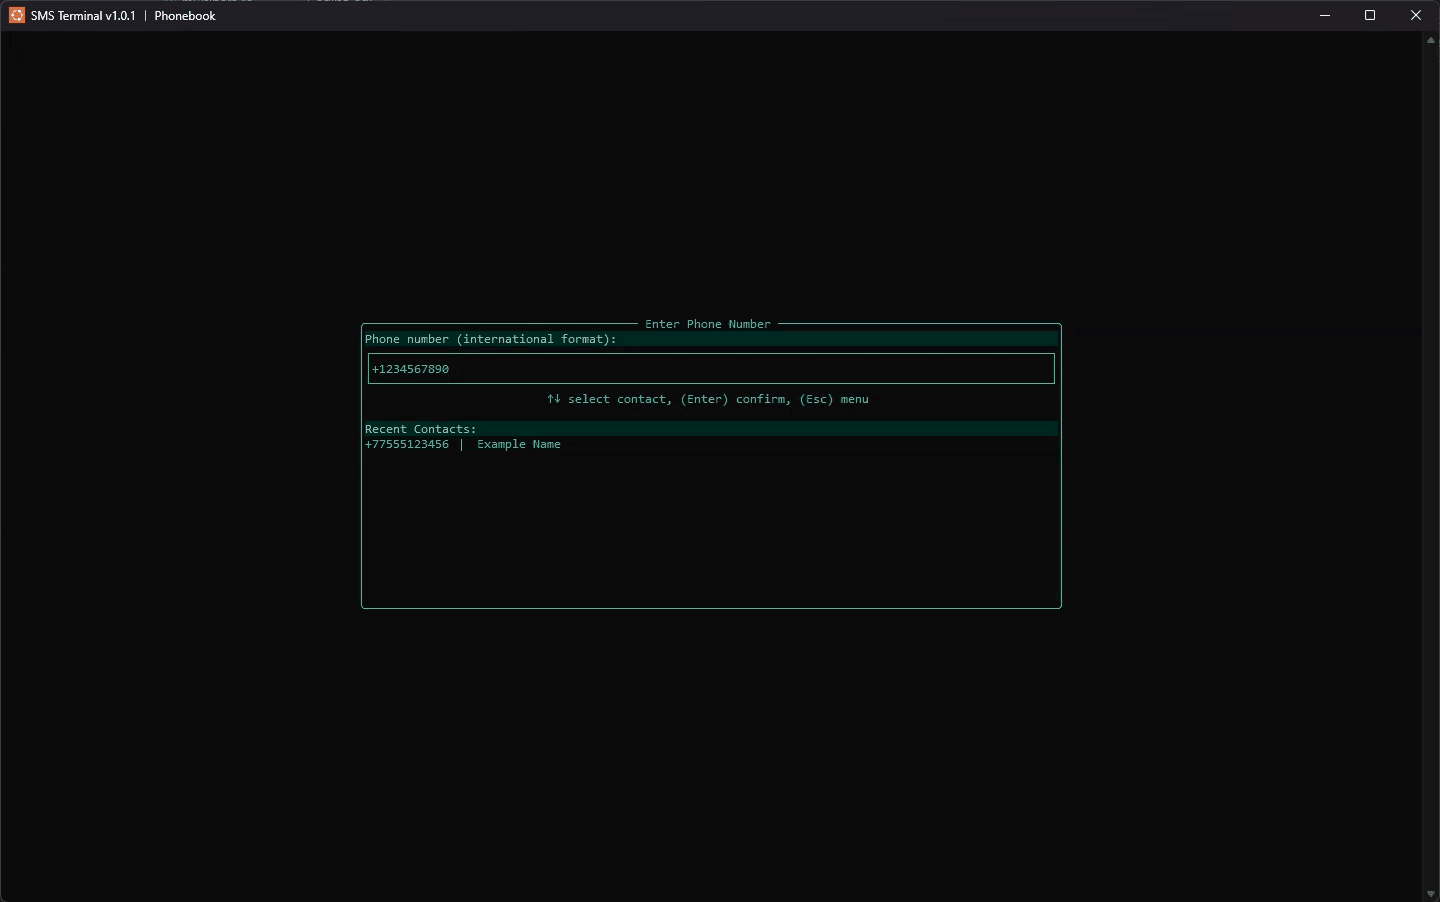 SMS Terminal v1.0.1 | Phonebook
Enter Phone Number
Phone number (international format):
+1234567890
↑↓ select contact, (Enter) confirm, (Esc) menu
Recent Contacts:
+77555123456 | Example Name